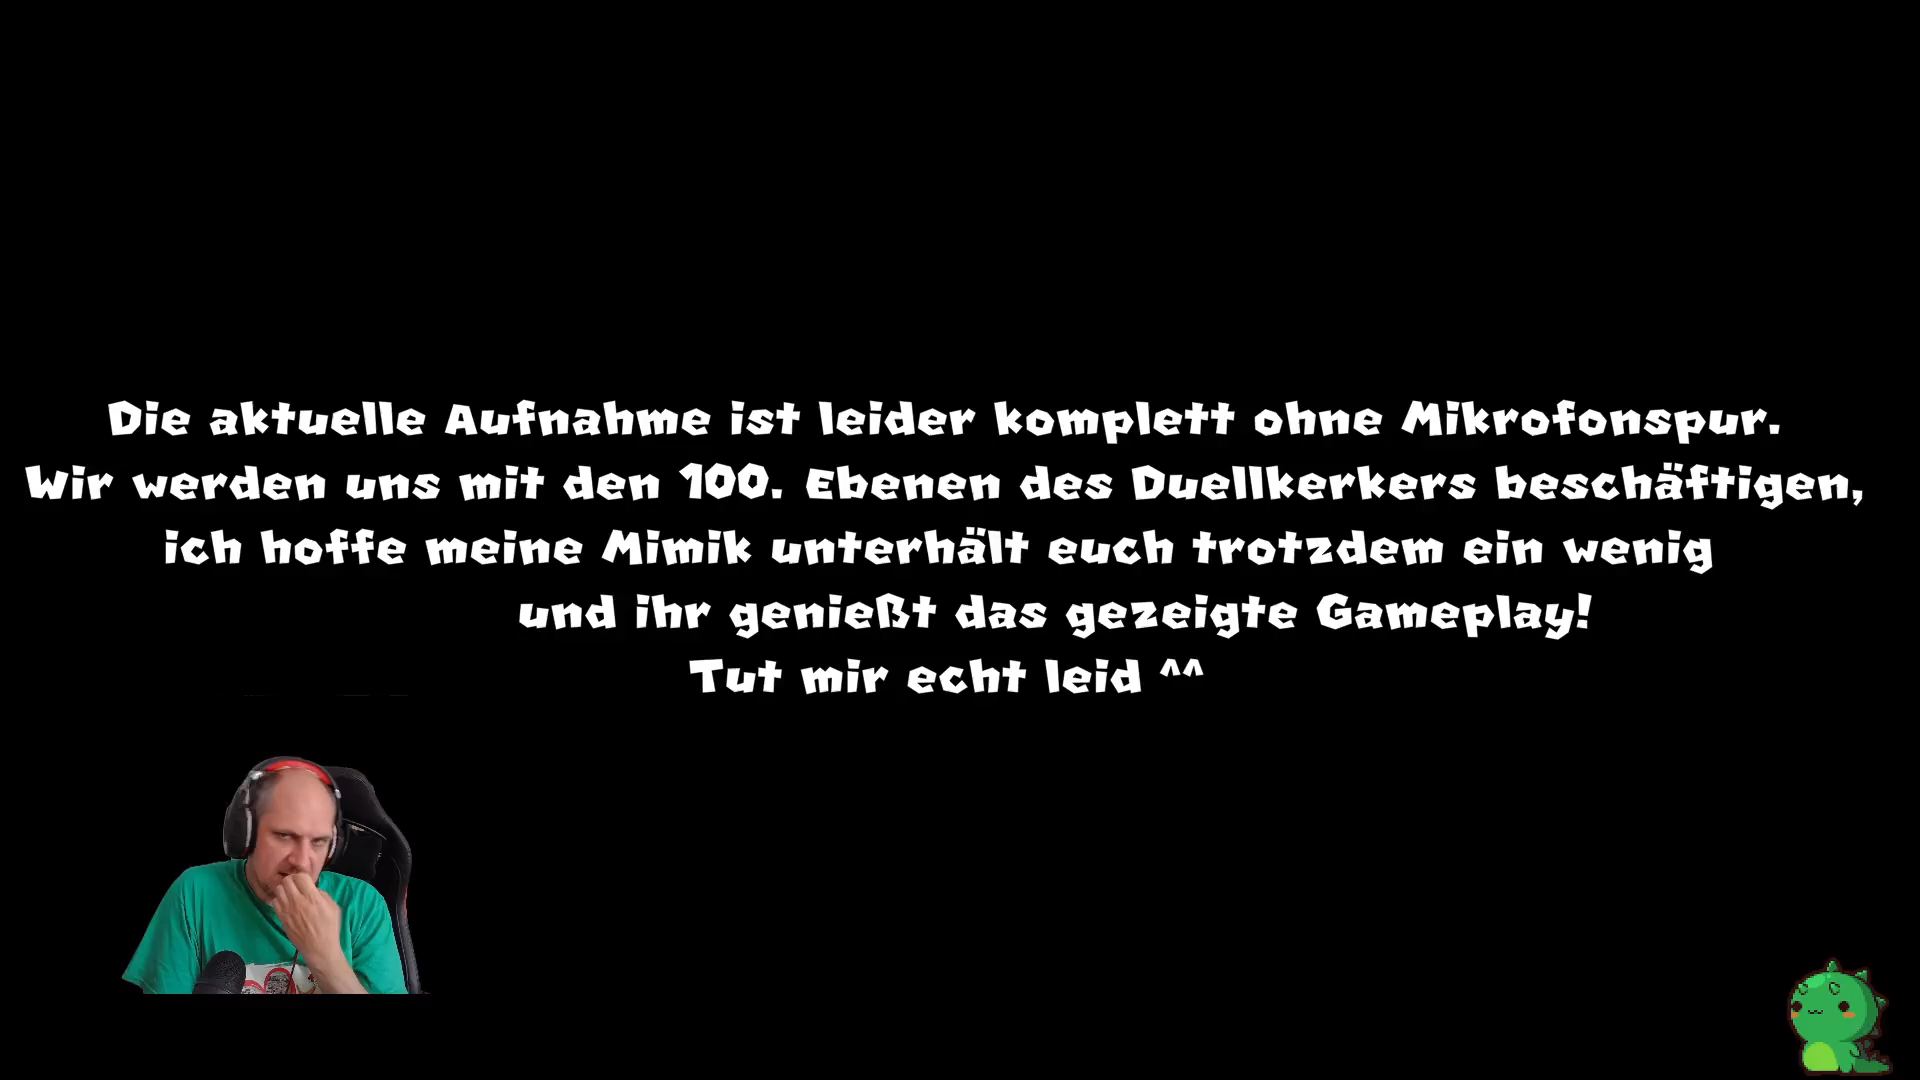 Die aktuelle Aufnahme ist leider komplett ohne Mikrofonspur.
Wir werden uns mit den 100. Ebenen des Duellkerkers beschäftigen,
ich hoffe meine Mimik unterhält euch trotzdem ein wenig
und ihr genießt das gezeigte Gameplay!
Tut mir echt leid ^^